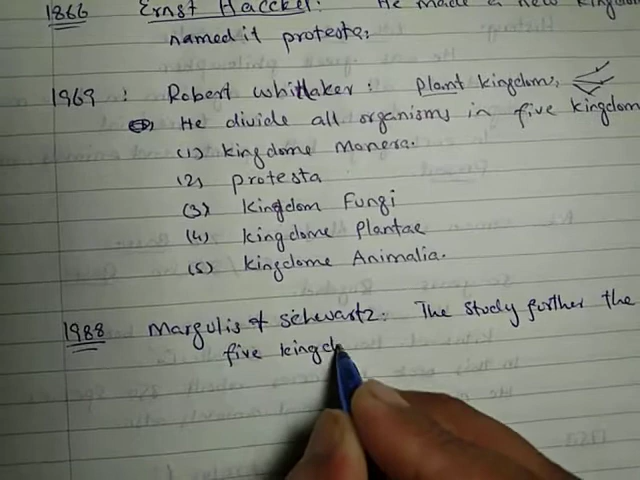 1866 Ernst Haeckel: He made a new kingdom
named it protesta,
1969 : Robert Whittaker: Plant kingdom,
He divide all organisms in five kingdom
(1) kingdome Monera.
(2) Protesta
(3) kingdom Fungi
(4) kingdome Plantae
(5) kingdome Animalia.
1988 Margulis & Schwartz: The study further the
five kingd